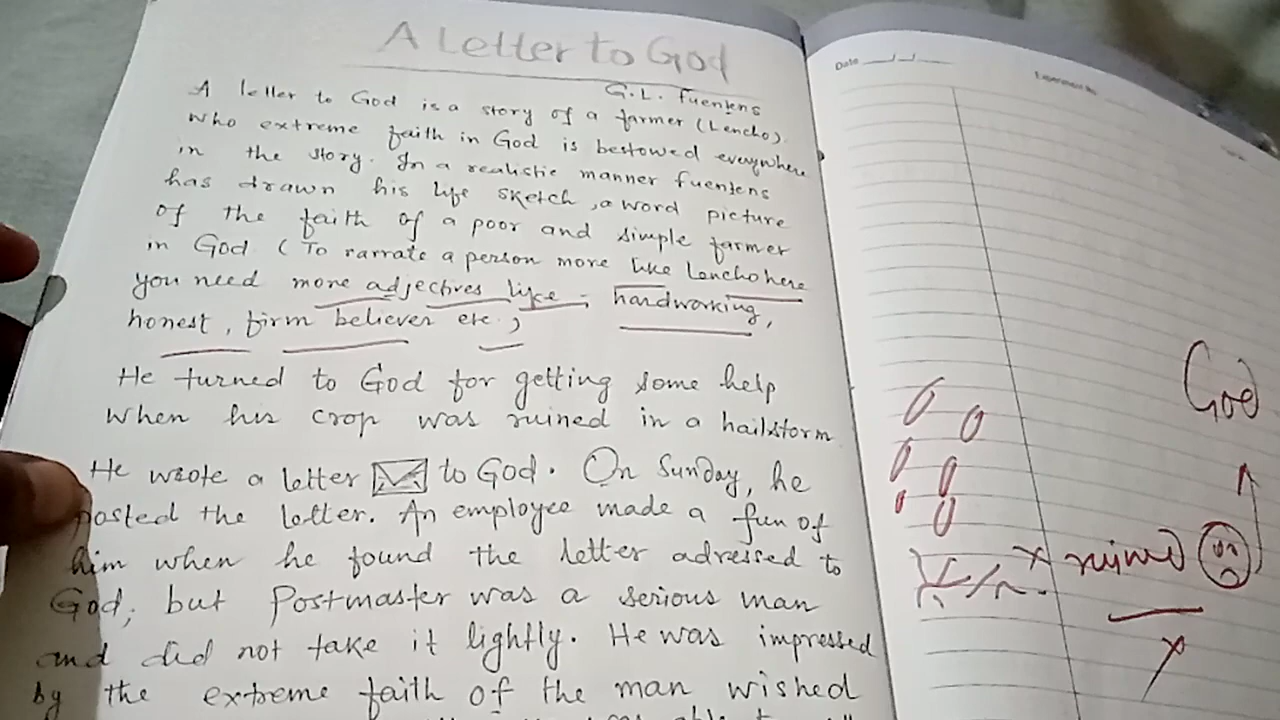 A Letter to God
G.L. Fuentens
A letter to God is a story of a farmer (Lencho).
who extreme faith in God is bestowed everywhere
in the story. In a realistic manner fuentens
has drawn his life sketch, a word picture
of the faith of a poor and simple farmer
in God (To rarrate a person more like Lencho here
you need more adjectives like - handworking,
honest, firm believer etc.)
He turned to God for getting some help
When his crop was ruined in a hailstorm
He wrote a letter to God. On Sunday, he
posted the letter. An employee made a fun of
him when he found the letter adressed to
God, but Postmaster was a serious man
and did not take it lightly. He was impressed
by the extreme faith of the man wished
Date
Experiment No.
God
ruined